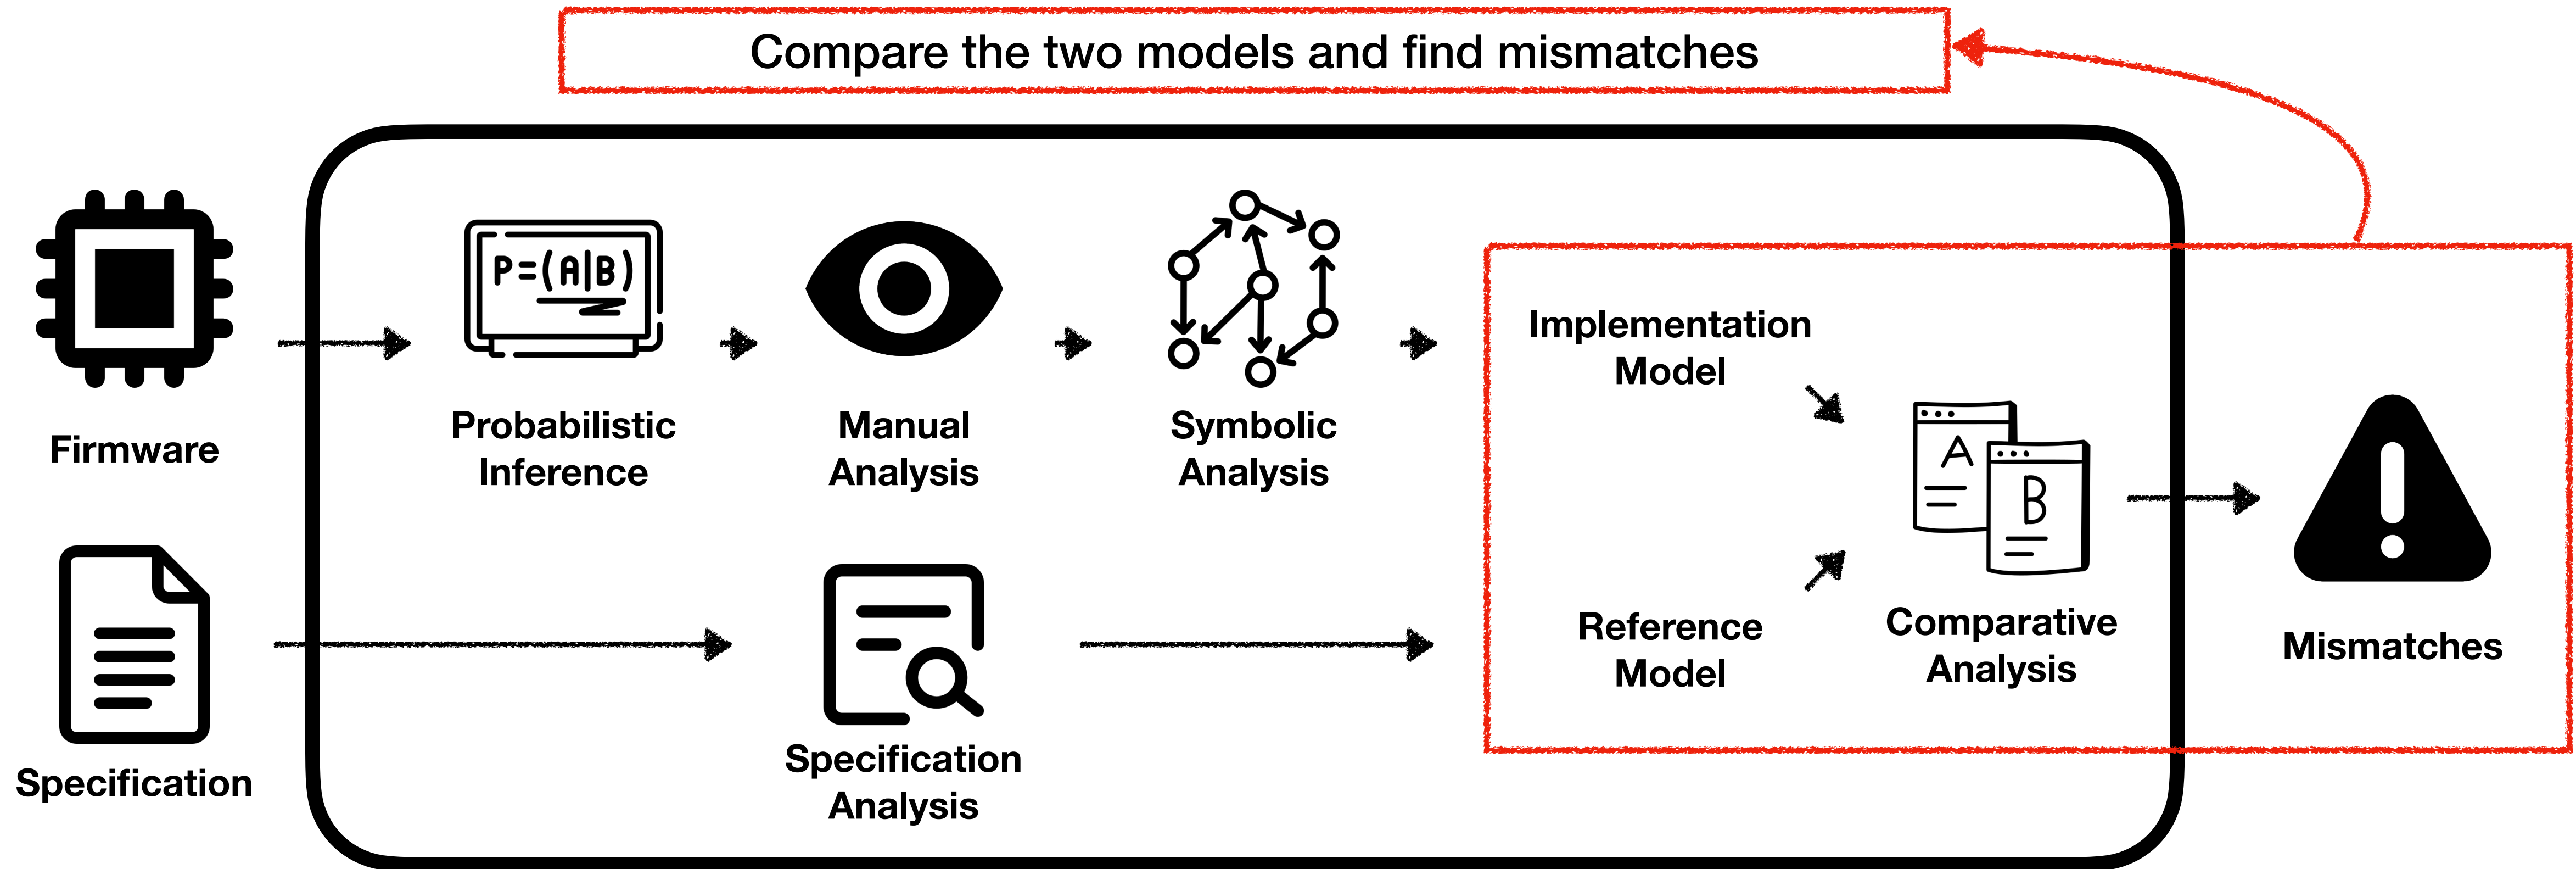 Compare the two models and find mismatches
Firmware
P=(A|B)
Probabilistic
Inference
Manual
Analysis
Symbolic
Analysis
Implementation
Model
A
B
Comparative
Analysis
Mismatches
Specification
Specification
Analysis
Reference
Model